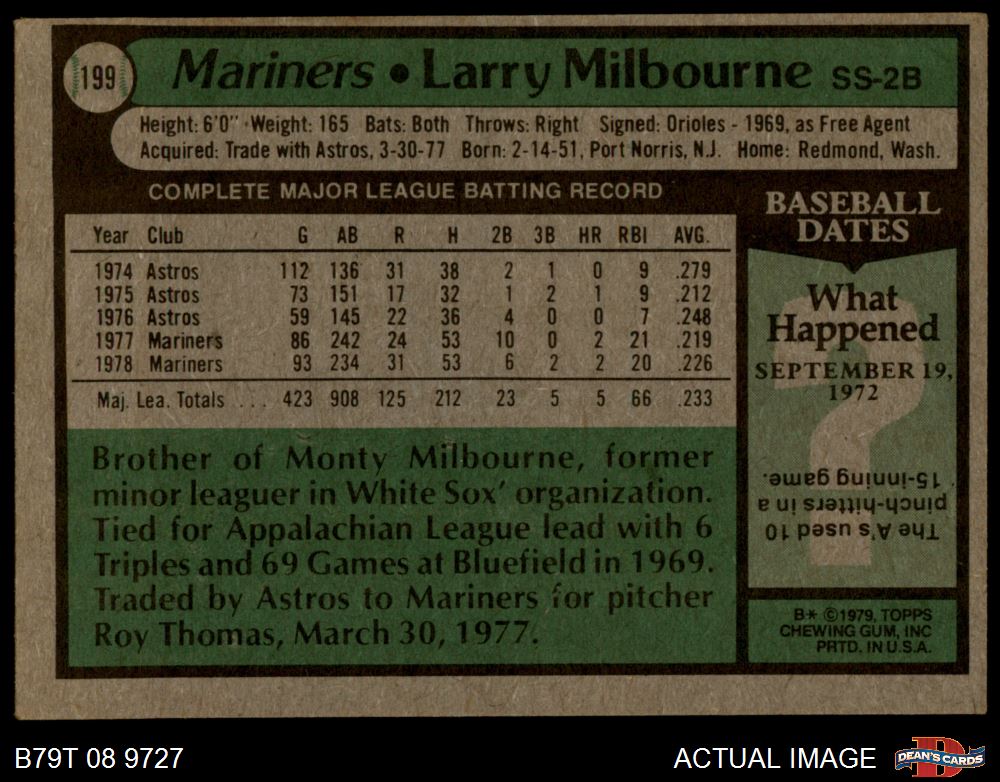 199
Mariners • Larry Milbourne SS-2B
Height: 6'0" Weight: 165 Bats: Both Throws: Right Signed: Orioles - 1969, as Free Agent
Acquired: Trade with Astros, 3-30-77 Born: 2-14-51, Port Norris, N.J. Home: Redmond, Wash.
COMPLETE MAJOR LEAGUE BATTING RECORD
Year Club G AB R H 2B 3B HR RBI AVG.
1974 Astros 112 136 31 38 2 1 0 9 .279
1975 Astros 73 151 17 32 1 2 1 9 .212
1976 Astros 59 145 22 36 4 0 0 7 .248
1977 Mariners 86 242 24 53 10 0 2 21 .219
1978 Mariners 93 234 31 53 6 2 2 20 .226
Maj. Lea. Totals ... 423 908 125 212 23 5 5 66 .233
Brother of Monty Milbourne, former
minor leaguer in White Sox' organization.
Tied for Appalachian League lead with 6
Triples and 69 Games at Bluefield in 1969.
Traded by Astros to Mariners for pitcher
Roy Thomas, March 30, 1977.
BASEBALL
DATES
What
Happened
SEPTEMBER 19,
1972
?
The A's used 10
pinch-hitters in a
15-inning game.
B* ©1979, TOPPS
CHEWING GUM, INC
PRTD. IN U.S.A.
B79T 08 9727
ACTUAL IMAGE
D
DEAN'S CARDS